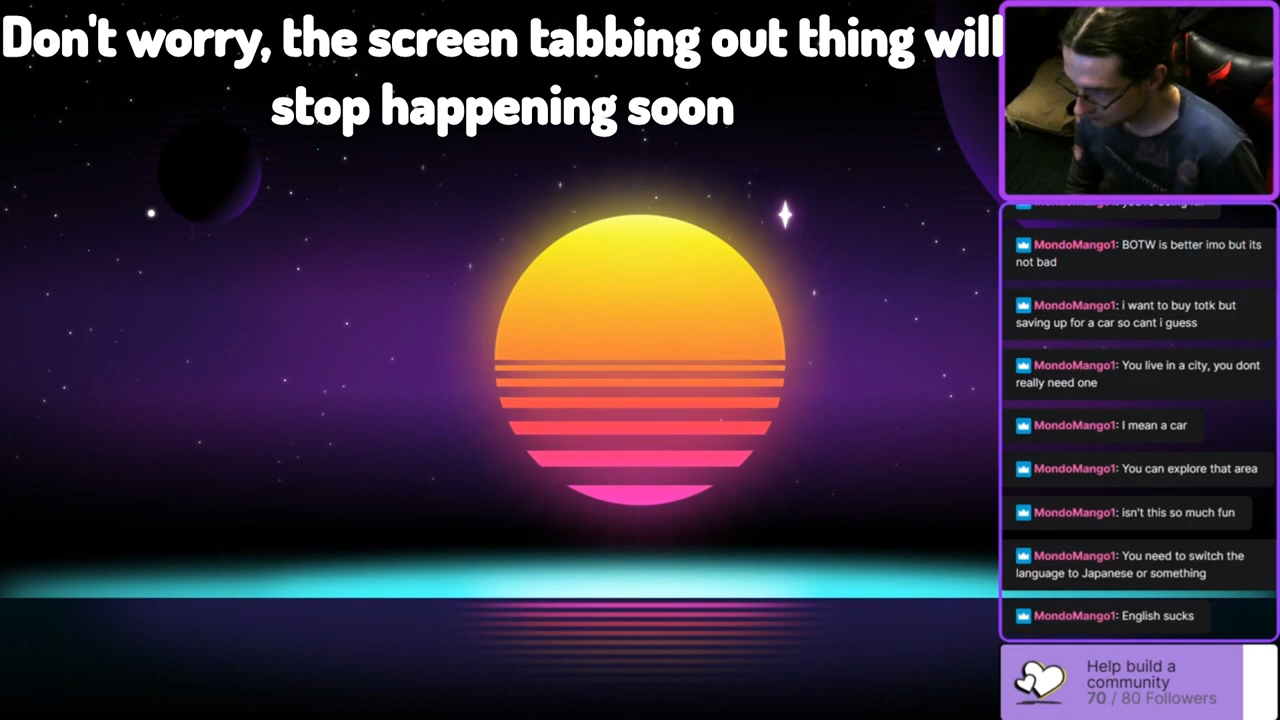 Don't worry, the screen tabbing out thing will
stop happening soon
MondoMango1: BOTW is better imo but its
not bad
MondoMango1: i want to buy totk but
saving up for a car so cant i guess
MondoMango1: You live in a city, you dont
really need one
MondoMango1: I mean a car
MondoMango1: You can explore that area
MondoMango1: isn't this so much fun
MondoMango1: You need to switch the
language to Japanese or something
MondoMango1: English sucks
Help build a
community
70 / 80 Followers